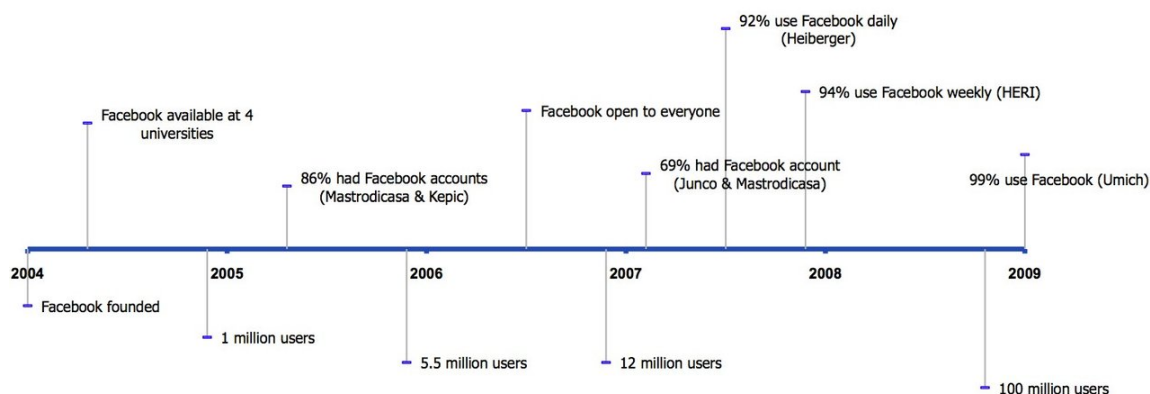 92% use Facebook daily
(Heiberger)
94% use Facebook weekly (HERI)
Facebook available at 4
universities
Facebook open to everyone
69% had Facebook account
(Junco & Mastrodicasa)
86% had Facebook accounts
(Mastrodicasa & Kepic)
99% use Facebook (Umich)
2004
2005
2006
2007
2008
2009
Facebook founded
1 million users
5.5 million users
12 million users
100 million users